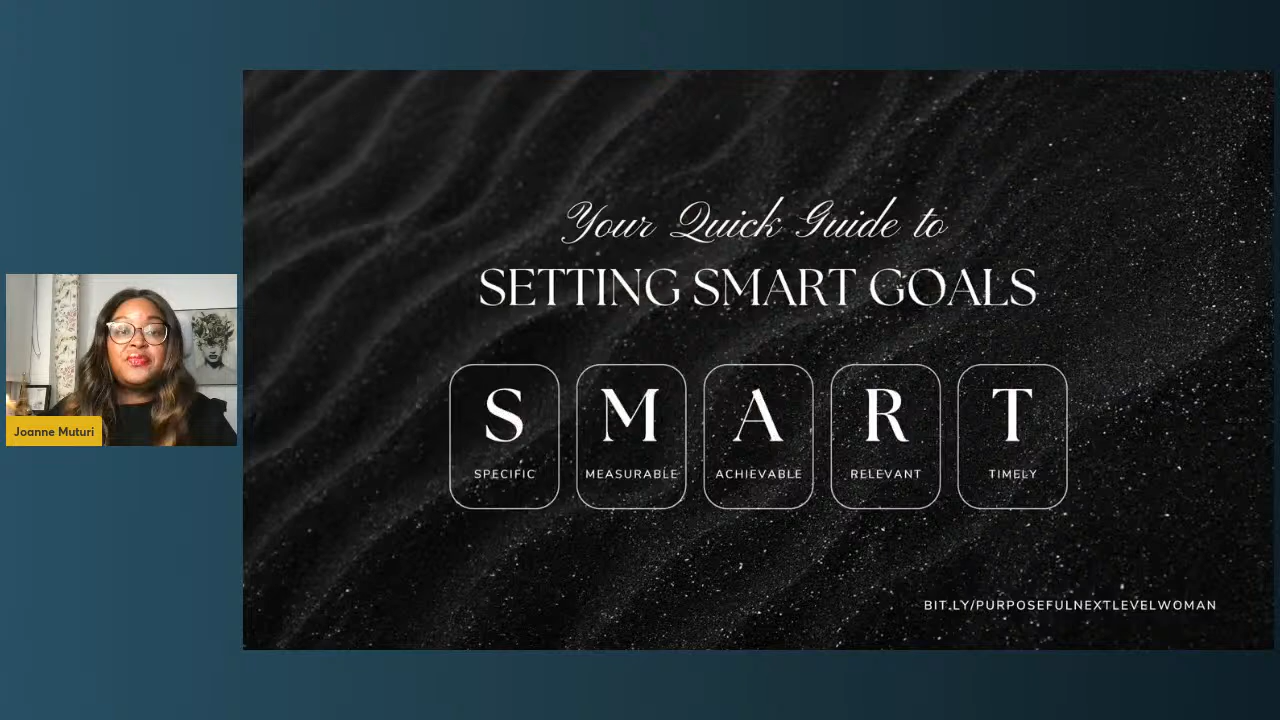 Joanne Muturi
Your Quick Guide to
SETTING SMART GOALS
S M A R T
SPECIFIC MEASURABLE ACHIEVABLE RELEVANT TIMELY
BIT.LY/PURPOSEFULNEXTLEVELWOMAN